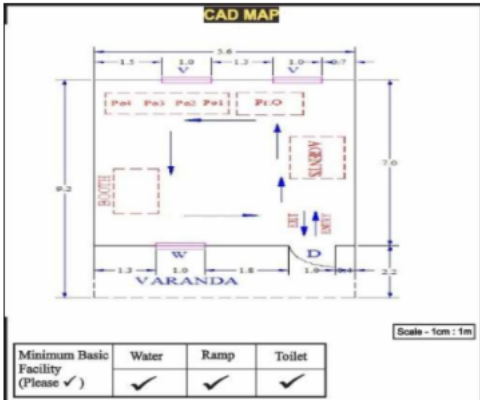 CAD MAP
5.6
1.5 1.0 1.3 1.0 0.7
V V
Po4 Po3 Po2 Po1 Pr.O
AGENTS
9.2 7.0
BOOTH
EXIT ENTRY
W D
1.3 1.0 1.8 1.0 0.4 2.2
VARANDA
Scale - 1cm : 1m
Minimum Basic Facility (Please ✓) Water Ramp Toilet
✓ ✓ ✓